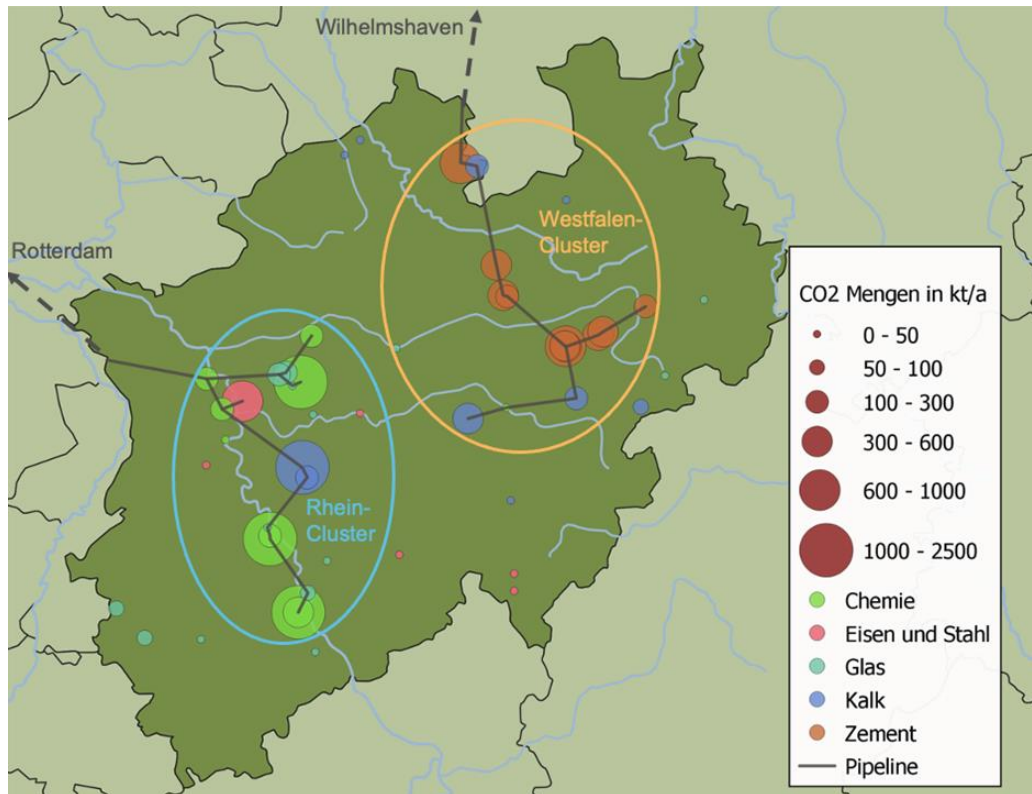 Wilhelmshaven
Westfalen-
Cluster
Rotterdam
Rhein-
Cluster
CO2 Mengen in kt/a
0 - 50
50 - 100
100 - 300
300 - 600
600 - 1000
1000 - 2500
Chemie
Eisen und Stahl
Glas
Kalk
Zement
Pipeline